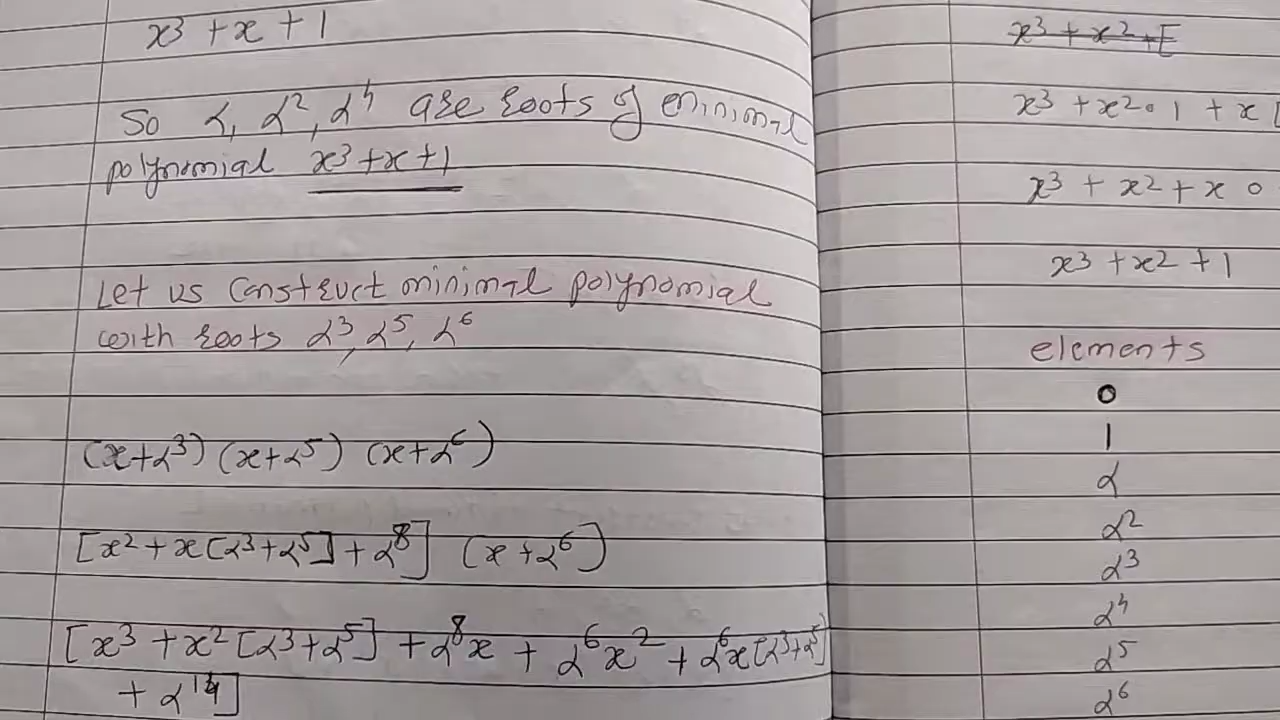 x³ + x + 1
So α, α², α⁴ are roots of minimal
polynomial x³+x+1
Let us construct minimal polynomial
with roots α³, α⁵, α⁶
(x+α³) (x+α⁵) (x+α⁶)
[x² + x[α³+α⁵] + α⁸] (x+α⁶)
[x³ + x²[α³+α⁵] + α⁸x + α⁶x² + α⁶x[α³+α⁵]
+ α¹⁴]
x³ + x² +
x³ + x²∘1 + x
x³ + x² + x 0
x³ + x² + 1
elements
0
1
α
α²
α³
α⁴
α⁵
α⁶